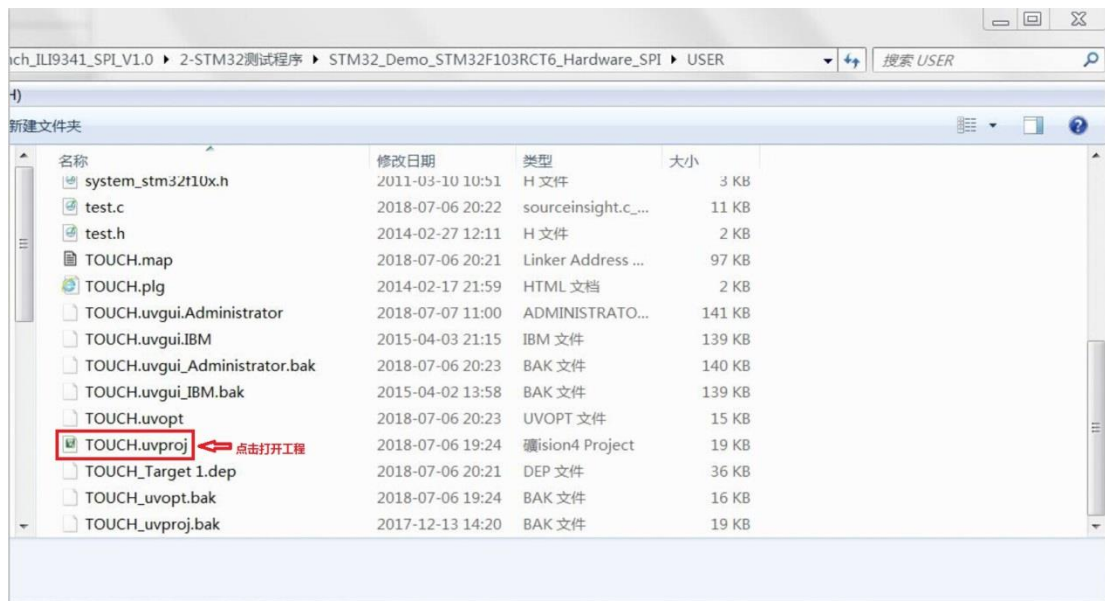 ach_ILI9341_SPI_V1.0 ▸ 2-STM32测试程序 ▸ STM32_Demo_STM32F103RCT6_Hardware_SPI ▸ USER 搜索 USER
H)
新建文件夹
名称 修改日期 类型 大小
system_stm32f10x.h 2011-03-10 10:51 H 文件 3 KB
test.c 2018-07-06 20:22 sourceinsight.c_... 11 KB
test.h 2014-02-27 12:11 H 文件 2 KB
TOUCH.map 2018-07-06 20:21 Linker Address ... 97 KB
TOUCH.plg 2014-02-17 21:59 HTML 文档 2 KB
TOUCH.uvgui.Administrator 2018-07-07 11:00 ADMINISTRATO... 141 KB
TOUCH.uvgui.IBM 2015-04-03 21:15 IBM 文件 139 KB
TOUCH.uvgui_Administrator.bak 2018-07-06 20:23 BAK 文件 140 KB
TOUCH.uvgui_IBM.bak 2015-04-02 13:58 BAK 文件 139 KB
TOUCH.uvopt 2018-07-06 20:23 UVOPT 文件 15 KB
TOUCH.uvproj 点击打开工程 2018-07-06 19:24 礦ision4 Project 19 KB
TOUCH_Target 1.dep 2018-07-06 20:21 DEP 文件 36 KB
TOUCH_uvopt.bak 2018-07-06 19:24 BAK 文件 16 KB
TOUCH_uvproj.bak 2017-12-13 14:20 BAK 文件 19 KB